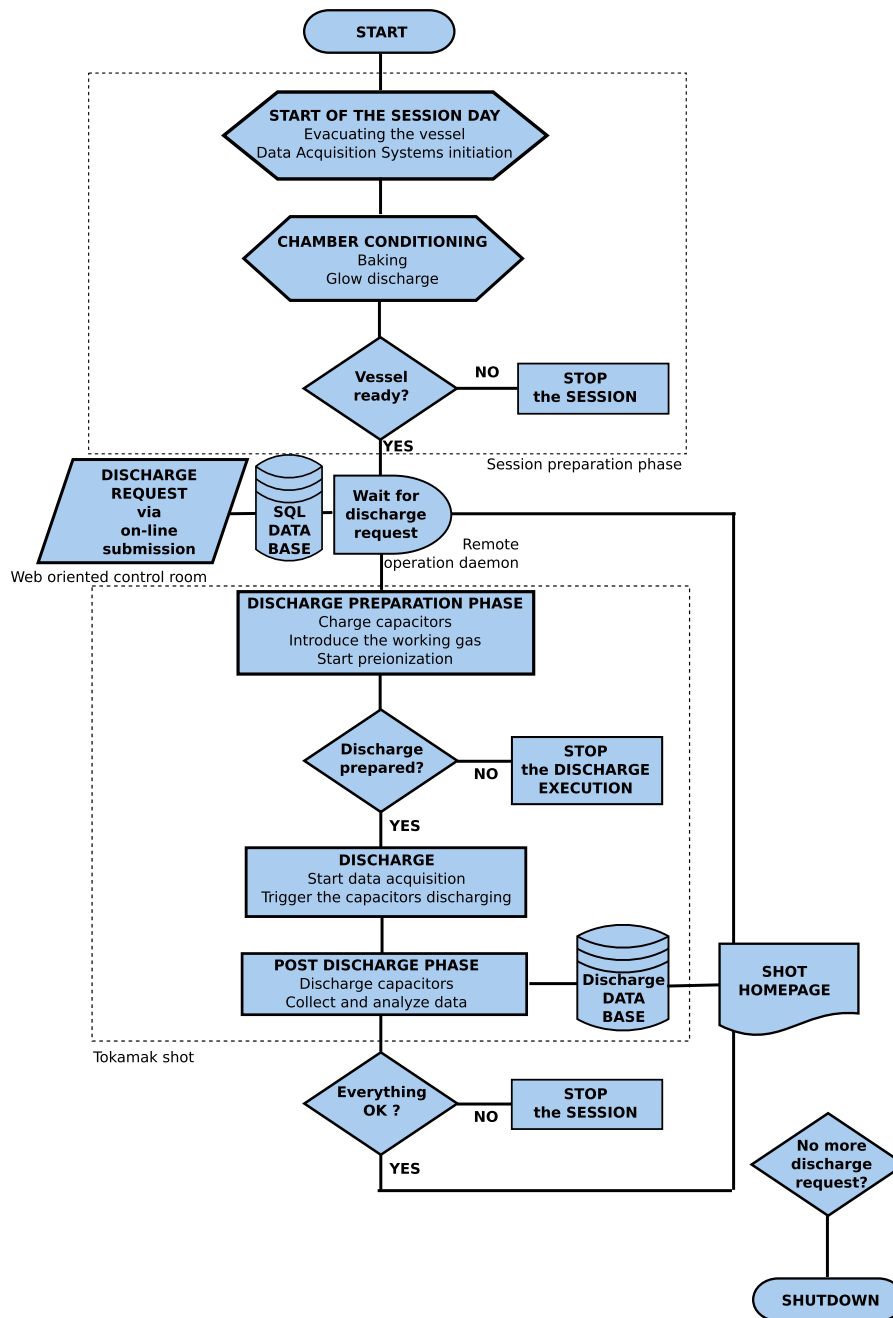 START
START OF THE SESSION DAY
Evacuating the vessel
Data Acquisition Systems initiation
CHAMBER CONDITIONING
Baking
Glow discharge
Vessel
ready?
NO
STOP
the SESSION
YES
Session preparation phase
DISCHARGE
REQUEST
via
on-line
submission
Web oriented control room
SQL
DATA
BASE
Wait for
discharge
request
Remote
operation daemon
DISCHARGE PREPARATION PHASE
Charge capacitors
Introduce the working gas
Start preionization
Discharge
prepared?
NO
STOP
the DISCHARGE
EXECUTION
YES
DISCHARGE
Start data acquisition
Trigger the capacitors discharging
POST DISCHARGE PHASE
Discharge capacitors
Collect and analyze data
Discharge
DATA
BASE
SHOT
HOMEPAGE
Tokamak shot
Everything
OK ?
NO
STOP
the SESSION
YES
No more
discharge
request?
SHUTDOWN